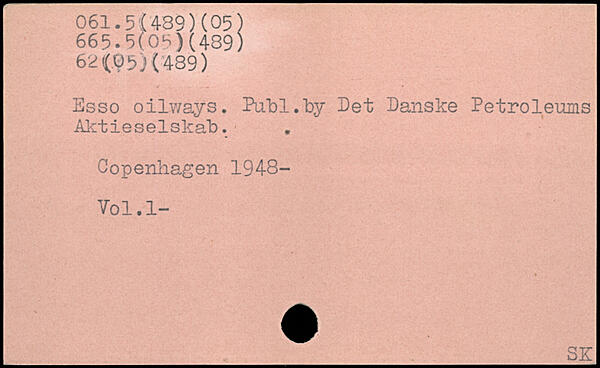 061.5(489)(05)
665.5(05)(489)
62(05)(489)
Esso oilways. Publ.by Det Danske Petroleums
Aktieselskab.
Copenhagen 1948-
Vol.1-
SK